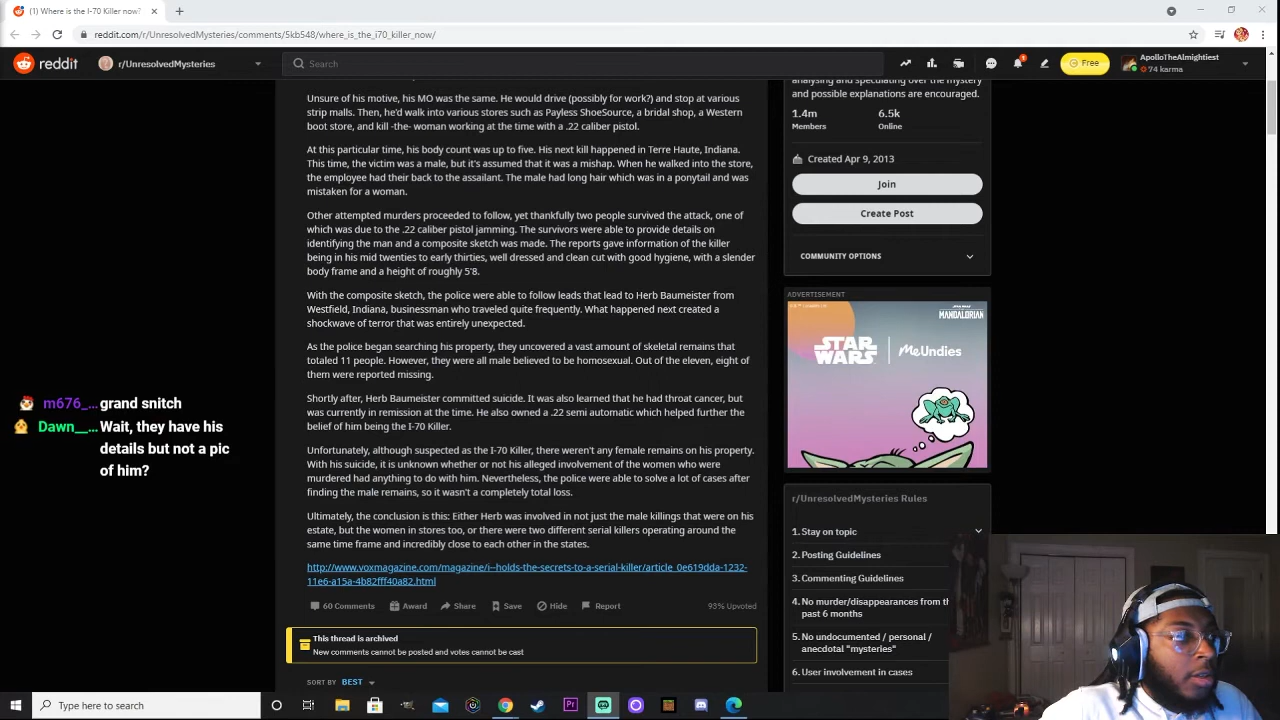 (1) Where is the I-70 Killer now?
reddit.com/r/UnresolvedMysteries/comments/5kb548/where_is_the_i70_killer_now/
reddit
r/UnresolvedMysteries
Search
Free
ApolloTheAlmightiest
74 karma
Unsure of his motive, his MO was the same. He would drive (possibly for work?) and stop at various
strip malls. Then, he'd walk into various stores such as Payless ShoeSource, a bridal shop, a Western
boot store, and kill -the- woman working at the time with a .22 caliber pistol.
At this particular time, his body count was up to five. His next kill happened in Terre Haute, Indiana.
This time, the victim was a male, but it's assumed that it was a mishap. When he walked into the store,
the employee had their back to the assailant. The male had long hair which was in a ponytail and was
mistaken for a woman.
Other attempted murders proceeded to follow, yet thankfully two people survived the attack, one of
which was due to the .22 caliber pistol jamming. The survivors were able to provide details on
identifying the man and a composite sketch was made. The reports gave information of the killer
being in his mid twenties to early thirties, well dressed and clean cut with good hygiene, with a slender
body frame and a height of roughly 5'8.
With the composite sketch, the police were able to follow leads that lead to Herb Baumeister from
Westfield, Indiana, businessman who traveled quite frequently. What happened next created a
shockwave of terror that was entirely unexpected.
As the police began searching his property, they uncovered a vast amount of skeletal remains that
totaled 11 people. However, they were all male believed to be homosexual. Out of the eleven, eight of
them were reported missing.
Shortly after, Herb Baumeister committed suicide. It was also learned that he had throat cancer, but
was currently in remission at the time. He also owned a .22 semi automatic which helped further the
belief of him being the I-70 Killer.
Unfortunately, although suspected as the I-70 Killer, there weren't any female remains on his property.
With his suicide, it is unknown whether or not his alleged involvement of the women who were
murdered had anything to do with him. Nevertheless, the police were able to solve a lot of cases after
finding the male remains, so it wasn't a completely total loss.
Ultimately, the conclusion is this: Either Herb was involved in not just the male killings that were on his
estate, but the women in stores too, or there were two different serial killers operating around the
same time frame and incredibly close to each other in the states.
http://www.voxmagazine.com/magazine/i--holds-the-secrets-to-a-serial-killer/article_0e619dda-1232-
11e6-a15a-4b82fff40a82.html
60 Comments
Award
Share
Save
Hide
Report
93% Upvoted
This thread is archived
New comments cannot be posted and votes cannot be cast
SORT BY BEST
analysing and speculating over the mystery
and possible explanations are encouraged.
1.4m
6.5k
Members
Online
Created Apr 9, 2013
Join
Create Post
COMMUNITY OPTIONS
ADVERTISEMENT
STAR WARS
THE MANDALORIAN
STAR
WARS
MeUndies
r/UnresolvedMysteries Rules
1. Stay on topic
2. Posting Guidelines
3. Commenting Guidelines
4. No murder/disappearances from th
past 6 months
5. No undocumented / personal /
anecdotal "mysteries"
6. User involvement in cases
m676_... grand snitch
Dawn__... Wait, they have his
details but not a pic
of him?
Type here to search
Pr